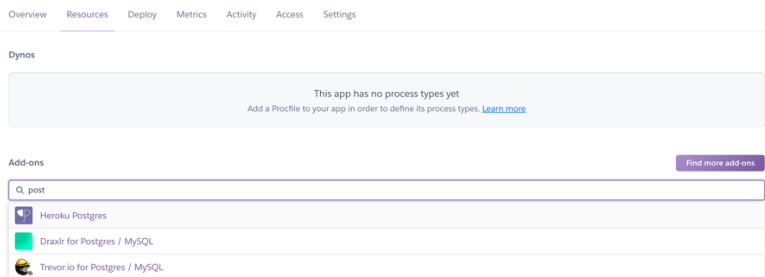 Overview Resources Deploy Metrics Activity Access Settings
Dynos
This app has no process types yet
Add a Procfile to your app in order to define its process types. Learn more
Add-ons
Find more add-ons
post
Heroku Postgres
Draxlr for Postgres / MySQL
Trevor.io for Postgres / MySQL